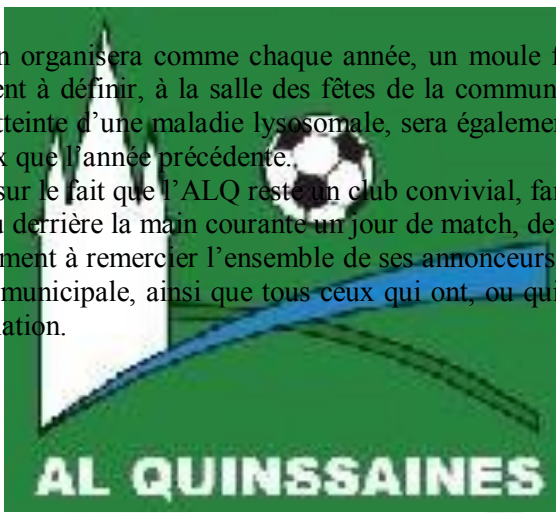 n organisera comme chaque année, un moule f
ent à définir, à la salle des fêtes de la commun
tteinte d'une maladie lysosomale, sera égalemen
x que l'année précédente..
sur le fait que l'ALQ reste un club convivial, fa
derrière la main courante un jour de match, de
ment à remercier l'ensemble de ses annonceurs
municipale, ainsi que tous ceux qui ont, ou qui
ation.
AL QUINSSAINES